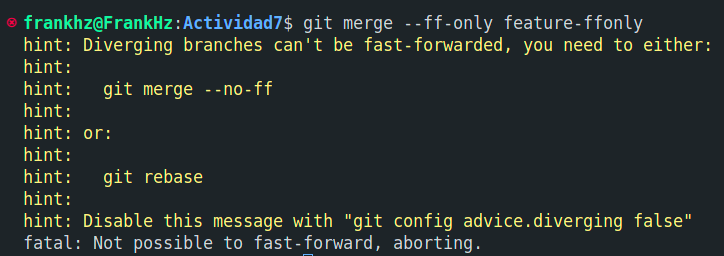 frankhz@FrankHz:Actividad7$ git merge --ff-only feature-ffonly
hint: Diverging branches can't be fast-forwarded, you need to either:
hint:
hint:   git merge --no-ff
hint:
hint: or:
hint:
hint:   git rebase
hint:
hint: Disable this message with "git config advice.diverging false"
fatal: Not possible to fast-forward, aborting.